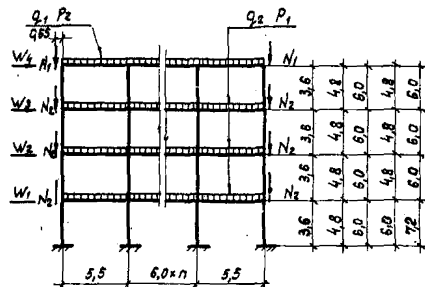 q1 P2 q2 P1
0,65
W4 N1 N1
W3 N2 N2
W2 N2 N2
W1 N2 N2
3,6 4,8 6,0 4,8 6,0
3,6 4,8 6,0 4,8 6,0
3,6 4,8 6,0 4,8 6,0
3,6 4,8 6,0 6,0 7,2
5,5 6,0×n 5,5